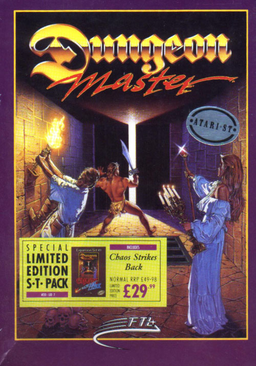 Dungeon
Master
ATARI·ST
SPECIAL
LIMITED
EDITION
S·T· PACK
INCLUDES
Chaos Strikes
Back
NORMAL RRP £49-98
LIMITED
EDITION
PRICE
£29.99
FTL